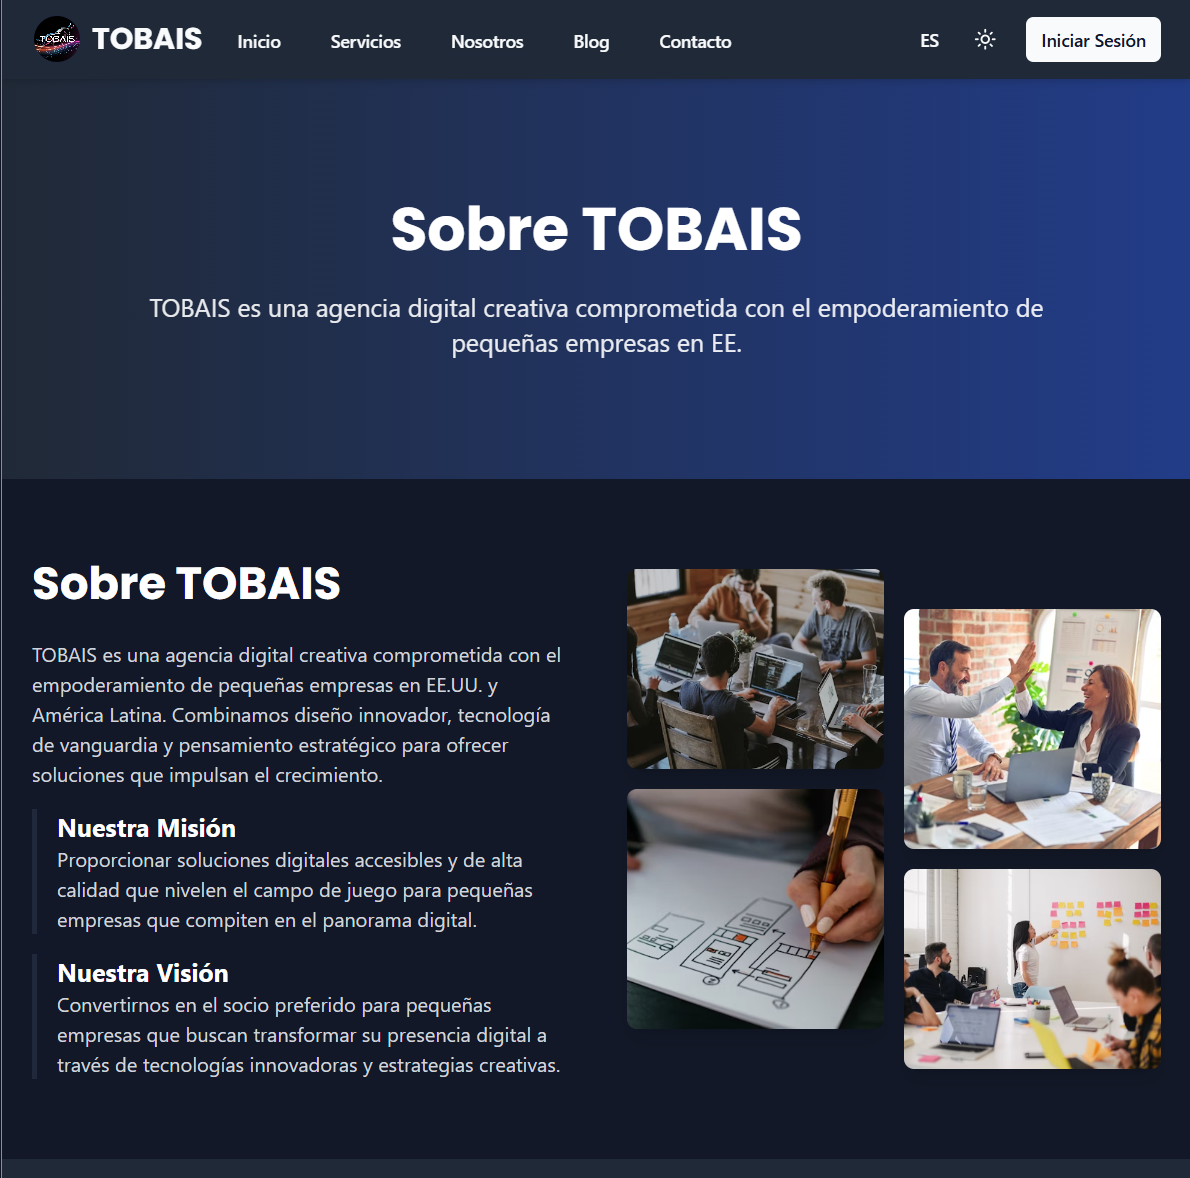 TOBAIS
TOBAIS
Inicio
Servicios
Nosotros
Blog
Contacto
ES
Iniciar Sesión
Sobre TOBAIS
TOBAIS es una agencia digital creativa comprometida con el empoderamiento de
pequeñas empresas en EE.
Sobre TOBAIS
TOBAIS es una agencia digital creativa comprometida con el
empoderamiento de pequeñas empresas en EE.UU. y
América Latina. Combinamos diseño innovador, tecnología
de vanguardia y pensamiento estratégico para ofrecer
soluciones que impulsan el crecimiento.
Nuestra Misión
Proporcionar soluciones digitales accesibles y de alta
calidad que nivelen el campo de juego para pequeñas
empresas que compiten en el panorama digital.
Nuestra Visión
Convertirnos en el socio preferido para pequeñas
empresas que buscan transformar su presencia digital a
través de tecnologías innovadoras y estrategias creativas.